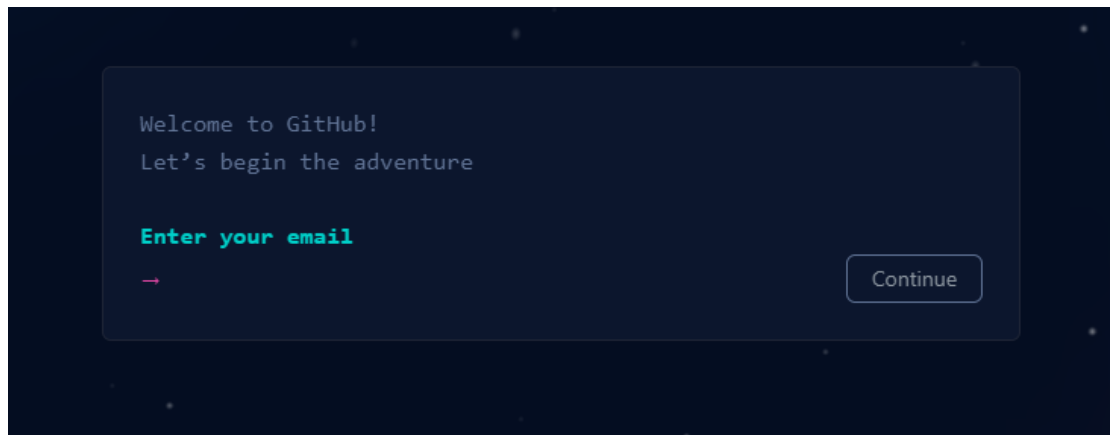 Welcome to GitHub!
Let’s begin the adventure
Enter your email
→
Continue